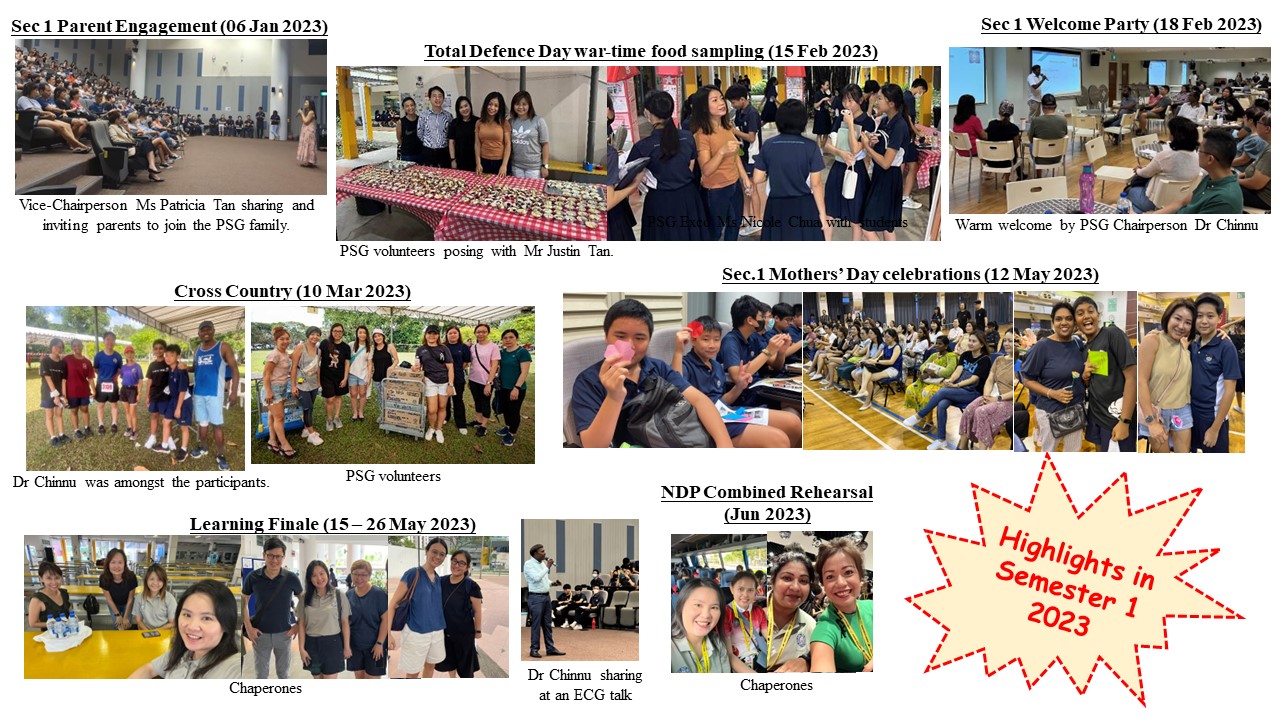 Sec 1 Parent Engagement (06 Jan 2023)
Vice-Chairperson Ms Patricia Tan sharing and
inviting parents to join the PSG family.
Total Defence Day war-time food sampling (15 Feb 2023)
PSG Exco Ms Nicole Chua with students
PSG volunteers posing with Mr Justin Tan.
Sec 1 Welcome Party (18 Feb 2023)
Warm welcome by PSG Chairperson Dr Chinnu
Cross Country (10 Mar 2023)
Dr Chinnu was amongst the participants.
PSG volunteers
Sec.1 Mothers’ Day celebrations (12 May 2023)
Learning Finale (15 – 26 May 2023)
Chaperones
Dr Chinnu sharing
at an ECG talk
NDP Combined Rehearsal
(Jun 2023)
Chaperones
Highlights in
Semester 1
2023